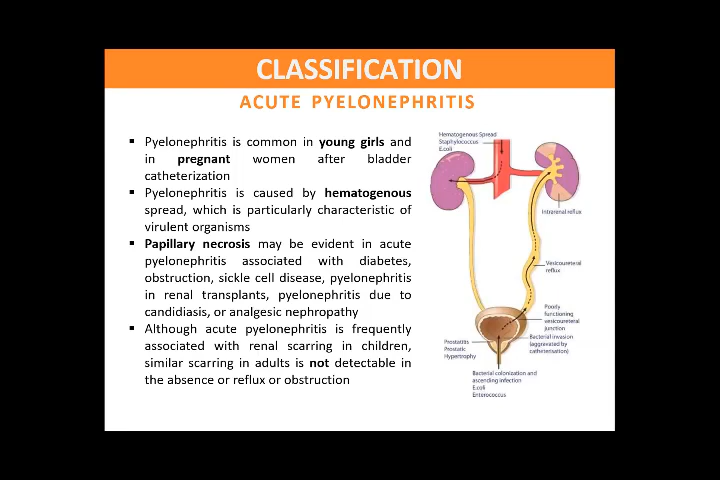 CLASSIFICATION
ACUTE PYELONEPHRITIS
▪ Pyelonephritis is common in young girls and
in pregnant women after bladder
catheterization
▪ Pyelonephritis is caused by hematogenous
spread, which is particularly characteristic of
virulent organisms
▪ Papillary necrosis may be evident in acute
pyelonephritis associated with diabetes,
obstruction, sickle cell disease, pyelonephritis
in renal transplants, pyelonephritis due to
candidiasis, or analgesic nephropathy
▪ Although acute pyelonephritis is frequently
associated with renal scarring in children,
similar scarring in adults is not detectable in
the absence or reflux or obstruction
Hematogenous Spread
Staphylococcus
E.coli
Intrarenal reflux
Vesicoureteral
reflux
Poorly
functioning
vesicoureteral
junction
Bacterial invasion
(aggravated by
catheterisation)
Prostatitis
Prostatic
Hypertrophy
Bacterial colonization and
ascending infection
E.coli
Enterococcus